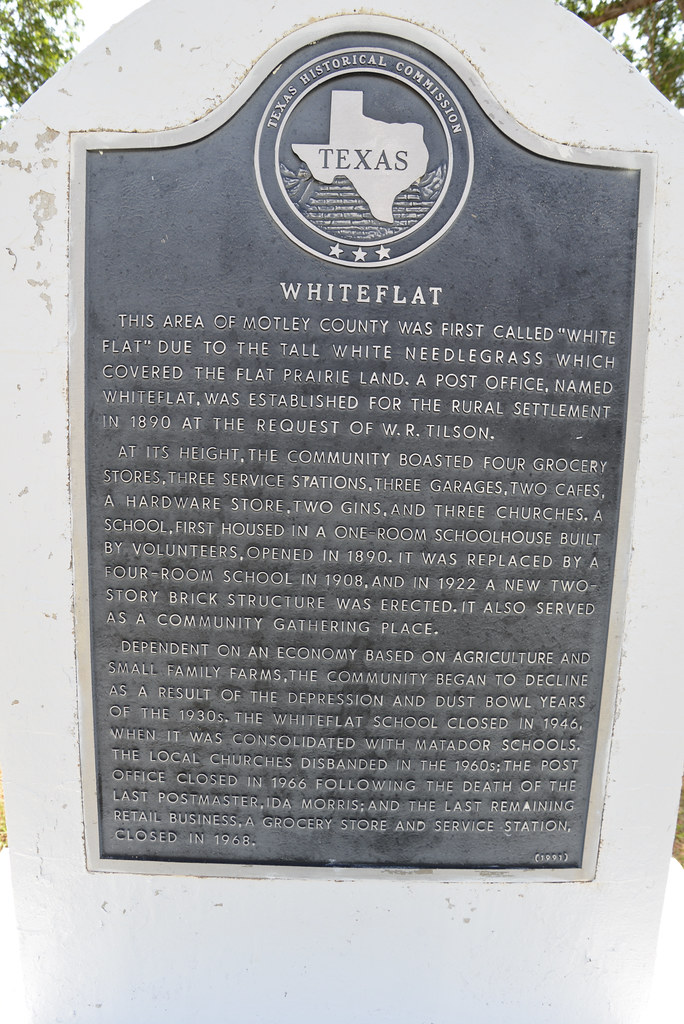 TEXAS HISTORICAL COMMISSION
TEXAS
WHITEFLAT
THIS AREA OF MOTLEY COUNTY WAS FIRST CALLED "WHITE
FLAT" DUE TO THE TALL WHITE NEEDLEGRASS WHICH
COVERED THE FLAT PRAIRIE LAND. A POST OFFICE, NAMED
WHITEFLAT, WAS ESTABLISHED FOR THE RURAL SETTLEMENT
IN 1890 AT THE REQUEST OF W. R. TILSON.
AT ITS HEIGHT, THE COMMUNITY BOASTED FOUR GROCERY
STORES, THREE SERVICE STATIONS, THREE GARAGES, TWO CAFES,
A HARDWARE STORE, TWO GINS, AND THREE CHURCHES. A
SCHOOL, FIRST HOUSED IN A ONE-ROOM SCHOOLHOUSE BUILT
BY VOLUNTEERS, OPENED IN 1890. IT WAS REPLACED BY A
FOUR-ROOM SCHOOL IN 1908, AND IN 1922 A NEW TWO-
STORY BRICK STRUCTURE WAS ERECTED. IT ALSO SERVED
AS A COMMUNITY GATHERING PLACE.
DEPENDENT ON AN ECONOMY BASED ON AGRICULTURE AND
SMALL FAMILY FARMS, THE COMMUNITY BEGAN TO DECLINE
AS A RESULT OF THE DEPRESSION AND DUST BOWL YEARS
OF THE 1930s. THE WHITEFLAT SCHOOL CLOSED IN 1946,
WHEN IT WAS CONSOLIDATED WITH MATADOR SCHOOLS.
THE LOCAL CHURCHES DISBANDED IN THE 1960s; THE POST
OFFICE CLOSED IN 1966 FOLLOWING THE DEATH OF THE
LAST POSTMASTER, IDA MORRIS; AND THE LAST REMAINING
RETAIL BUSINESS, A GROCERY STORE AND SERVICE STATION,
CLOSED IN 1968.
(1991)